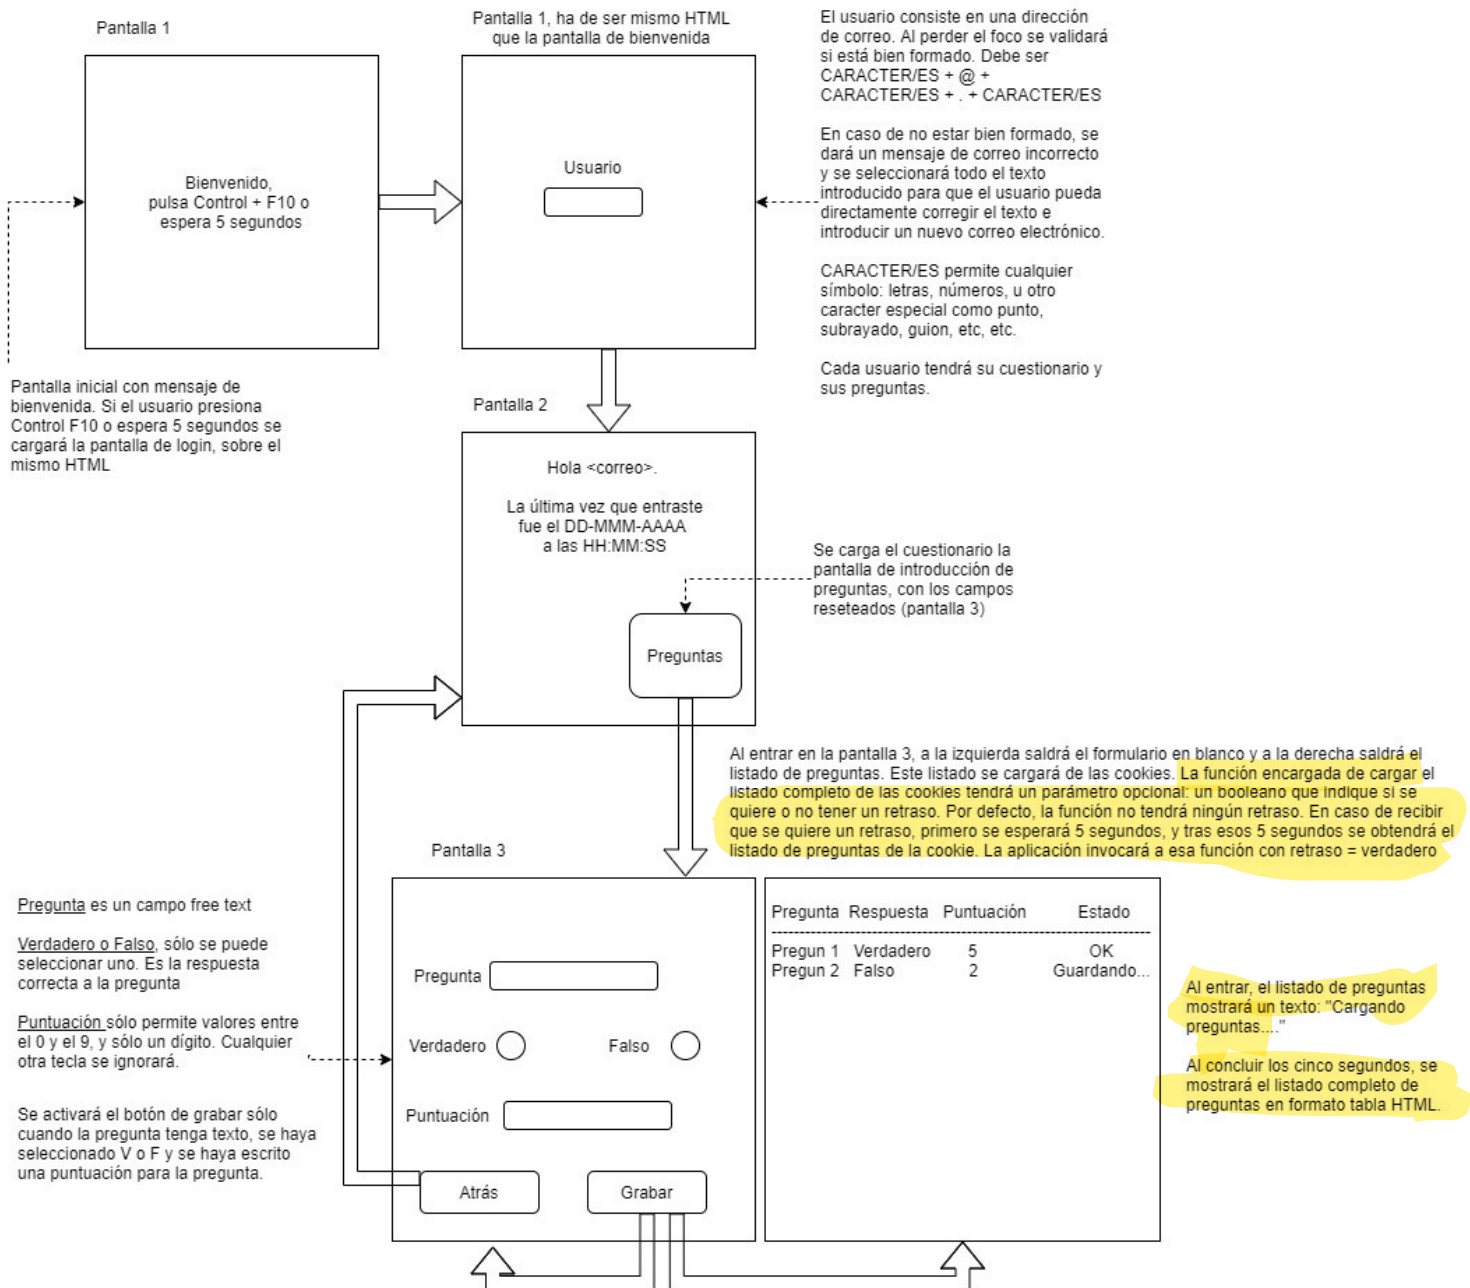 Pantalla 1
Bienvenido,
pulsa Control + F10 o
espera 5 segundos
Pantalla inicial con mensaje de
bienvenida. Si el usuario presiona
Control F10 o espera 5 segundos se
cargará la pantalla de login, sobre el
mismo HTML
Pantalla 1, ha de ser mismo HTML
que la pantalla de bienvenida
Usuario
El usuario consiste en una dirección
de correo. Al perder el foco se validará
si está bien formado. Debe ser
CARACTER/ES + @ +
CARACTER/ES + . + CARACTER/ES
En caso de no estar bien formado, se
dará un mensaje de correo incorrecto
y se seleccionará todo el texto
introducido para que el usuario pueda
directamente corregir el texto e
introducir un nuevo correo electrónico.
CARACTER/ES permite cualquier
símbolo: letras, números, u otro
caracter especial como punto,
subrayado, guion, etc, etc.
Cada usuario tendrá su cuestionario y
sus preguntas.
Pantalla 2
Hola <correo>.
La última vez que entraste
fue el DD-MMM-AAAA
a las HH:MM:SS
Preguntas
Se carga el cuestionario la
pantalla de introducción de
preguntas, con los campos
reseteados (pantalla 3)
Al entrar en la pantalla 3, a la izquierda saldrá el formulario en blanco y a la derecha saldrá el
listado de preguntas. Este listado se cargará de las cookies. La función encargada de cargar el
listado completo de las cookies tendrá un parámetro opcional: un booleano que indique si se
quiere o no tener un retraso. Por defecto, la función no tendrá ningún retraso. En caso de recibir
que se quiere un retraso, primero se esperará 5 segundos, y tras esos 5 segundos se obtendrá el
listado de preguntas de la cookie. La aplicación invocará a esa función con retraso = verdadero
Pantalla 3
Pregunta es un campo free text
Verdadero o Falso, sólo se puede
seleccionar uno. Es la respuesta
correcta a la pregunta
Puntuación sólo permite valores entre
el 0 y el 9, y sólo un dígito. Cualquier
otra tecla se ignorará.
Se activará el botón de grabar sólo
cuando la pregunta tenga texto, se haya
seleccionado V o F y se haya escrito
una puntuación para la pregunta.
Pregunta
Verdadero Falso
Puntuación
Atrás Grabar
Pregunta Respuesta Puntuación Estado
Pregun 1 Verdadero 5 OK
Pregun 2 Falso 2 Guardando...
Al entrar, el listado de preguntas
mostrará un texto: "Cargando
preguntas...."
Al concluir los cinco segundos, se
mostrará el listado completo de
preguntas en formato tabla HTML.